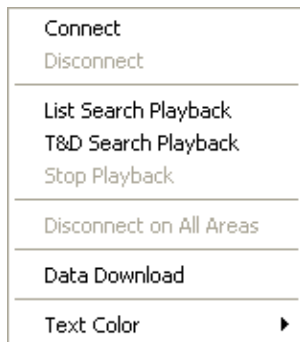 Connect
Disconnect
List Search Playback
T&D Search Playback
Stop Playback
Disconnect on All Areas
Data Download
Text Color